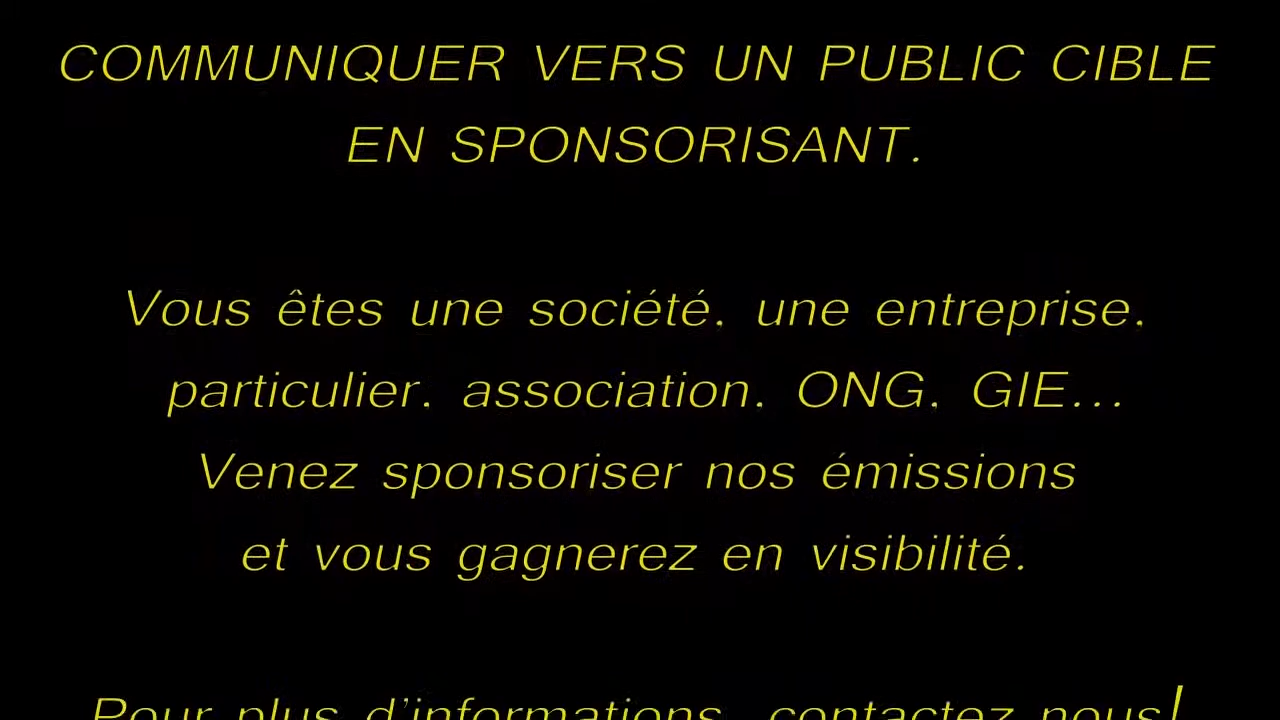 COMMUNIQUER VERS UN PUBLIC CIBLE
EN SPONSORISANT.
Vous êtes une société, une entreprise,
particulier, association, ONG, GIE...
Venez sponsoriser nos émissions
et vous gagnerez en visibilité.
Pour plus d'informations, contactez nous!